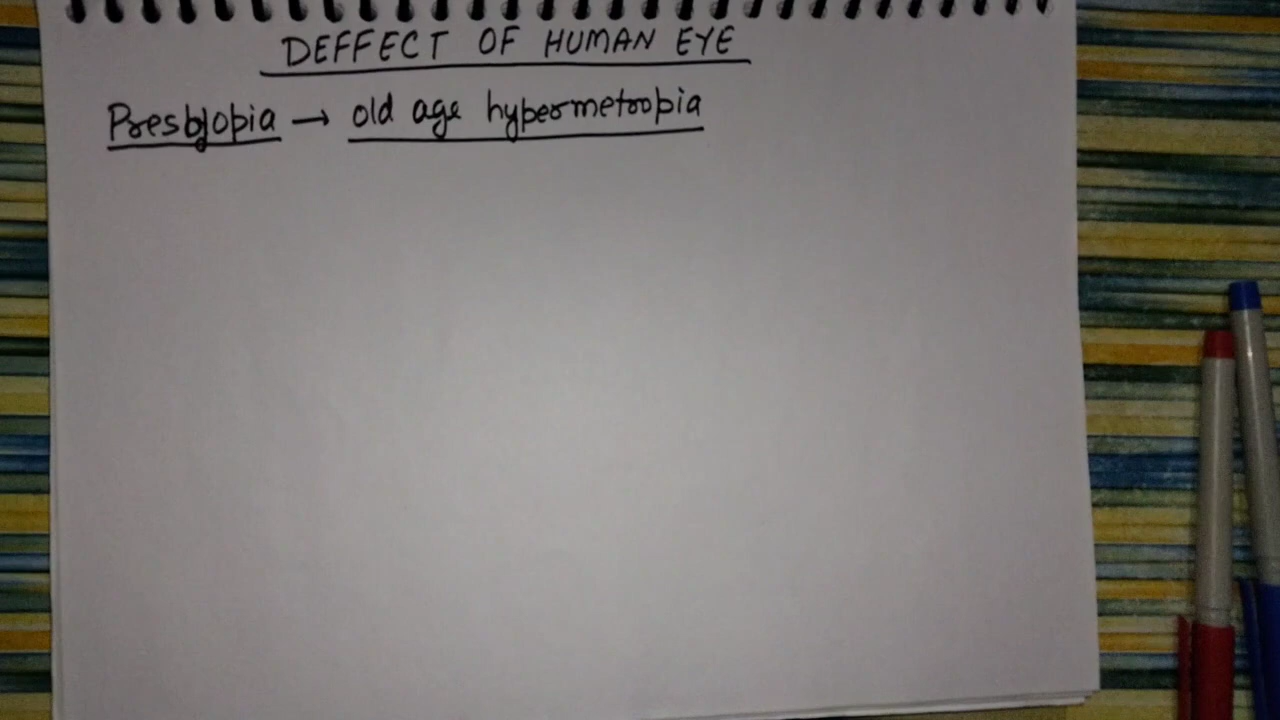 DEFFECT OF HUMAN EYE
Presbyopia → old age hypermetropia